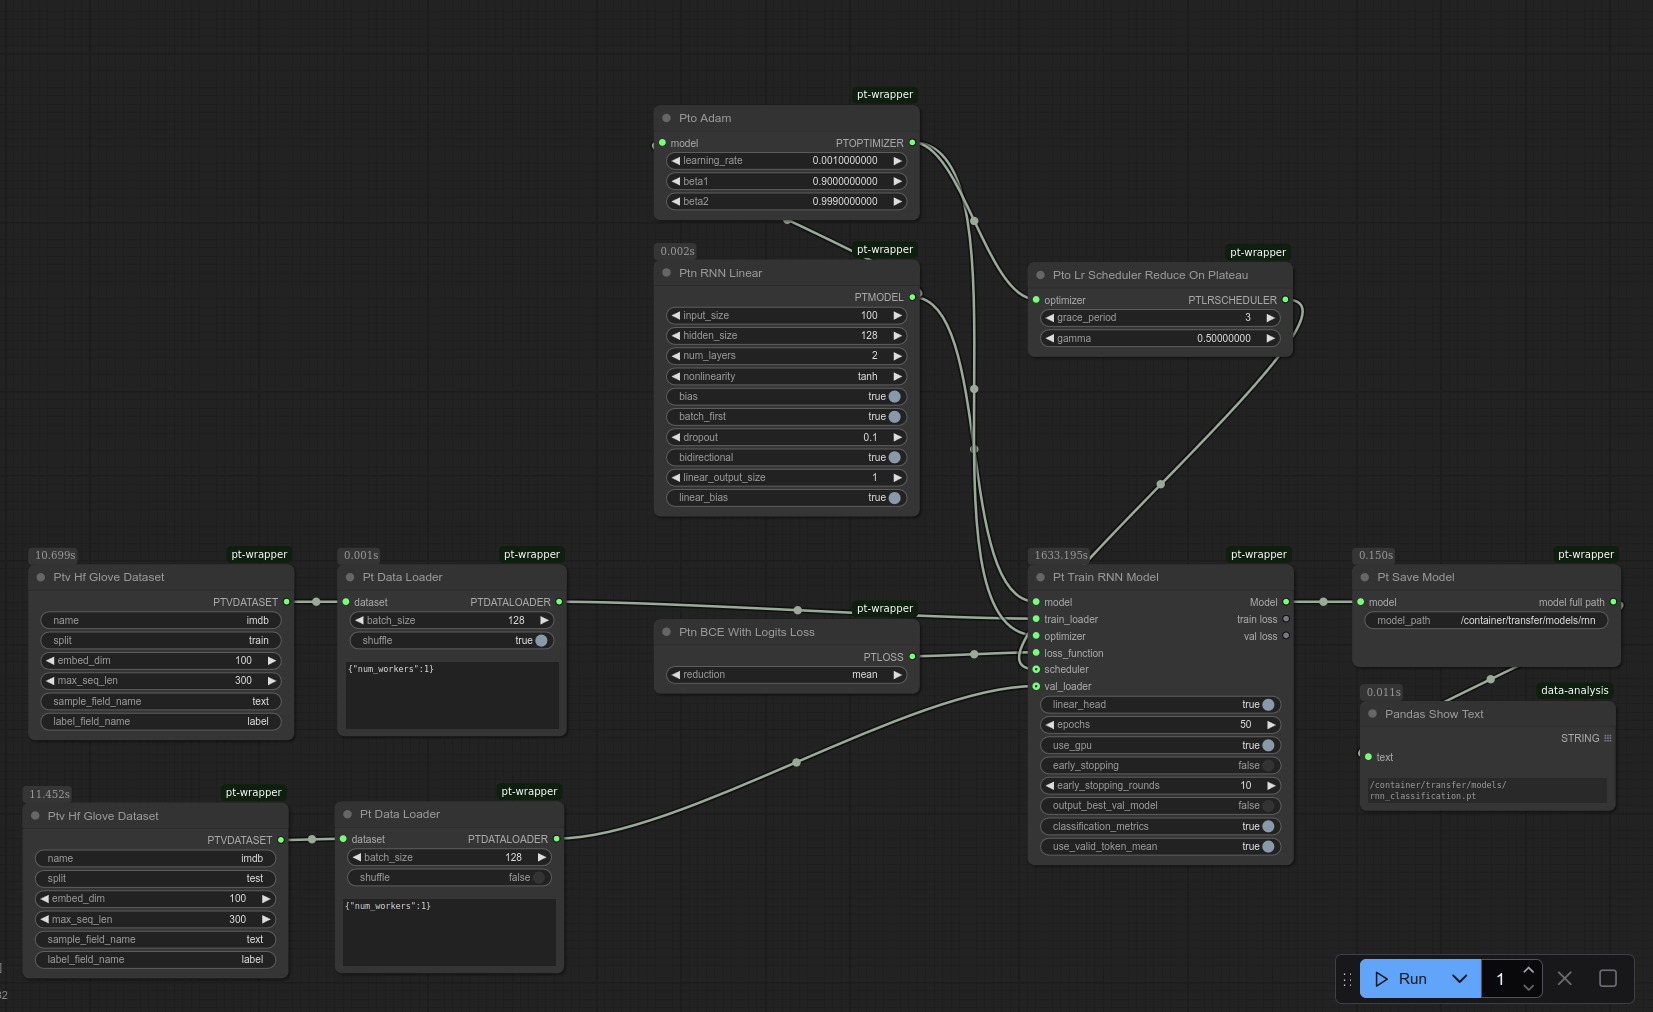 pt-wrapper
Pto Adam
model PTOPTIMIZER
learning_rate 0.0010000000
beta1 0.9000000000
beta2 0.9990000000
0.002s pt-wrapper
Ptn RNN Linear
PTMODEL
input_size 100
hidden_size 128
num_layers 2
nonlinearity tanh
bias true
batch_first true
dropout 0.1
bidirectional true
linear_output_size 1
linear_bias true
pt-wrapper
Pto Lr Scheduler Reduce On Plateau
optimizer PTLRSCHEDULER
grace_period 3
gamma 0.50000000
10.699s pt-wrapper
Ptv Hf Glove Dataset
PTVDATASET
name imdb
split train
embed_dim 100
max_seq_len 300
sample_field_name text
label_field_name label
0.001s pt-wrapper
Pt Data Loader
dataset PTDATALOADER
batch_size 128
shuffle true
{"num_workers":1}
pt-wrapper
Ptn BCE With Logits Loss
PTLOSS
reduction mean
1633.195s pt-wrapper
Pt Train RNN Model
model Model
train_loader train loss
optimizer val loss
loss_function
scheduler
val_loader
linear_head true
epochs 50
use_gpu true
early_stopping false
early_stopping_rounds 10
output_best_val_model false
classification_metrics true
use_valid_token_mean true
0.150s pt-wrapper
Pt Save Model
model model full path
model_path /container/transfer/models/rnn
0.011s data-analysis
Pandas Show Text
STRING
text
/container/transfer/models/
rnn_classification.pt
11.452s pt-wrapper
Ptv Hf Glove Dataset
PTVDATASET
name imdb
split test
embed_dim 100
max_seq_len 300
sample_field_name text
label_field_name label
pt-wrapper
Pt Data Loader
dataset PTDATALOADER
batch_size 128
shuffle false
{"num_workers":1}
Run 1